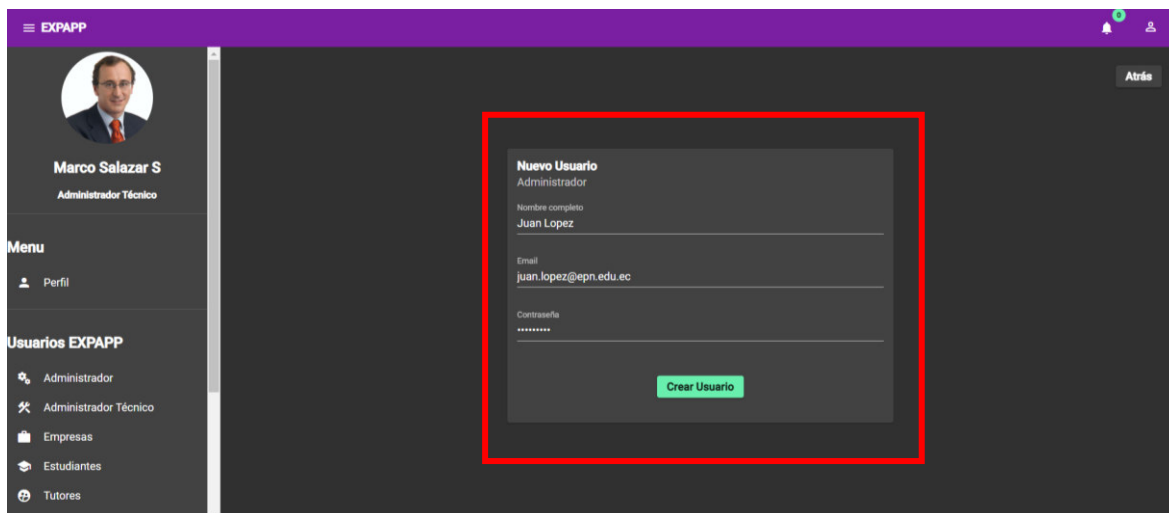 EXPAPP
0
Atrás
Marco Salazar S
Administrador Técnico
Menu
Perfil
Usuarios EXPAPP
Administrador
Administrador Técnico
Empresas
Estudiantes
Tutores
Nuevo Usuario
Administrador
Nombre completo
Juan Lopez
Email
juan.lopez@epn.edu.ec
Contraseña
•••••••••
Crear Usuario